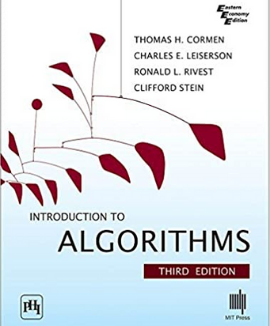 Eastern
Economy
Edition
THOMAS H. CORMEN
CHARLES E. LEISERSON
RONALD L. RIVEST
CLIFFORD STEIN
INTRODUCTION TO
ALGORITHMS
THIRD EDITION
PHI
MIT Press